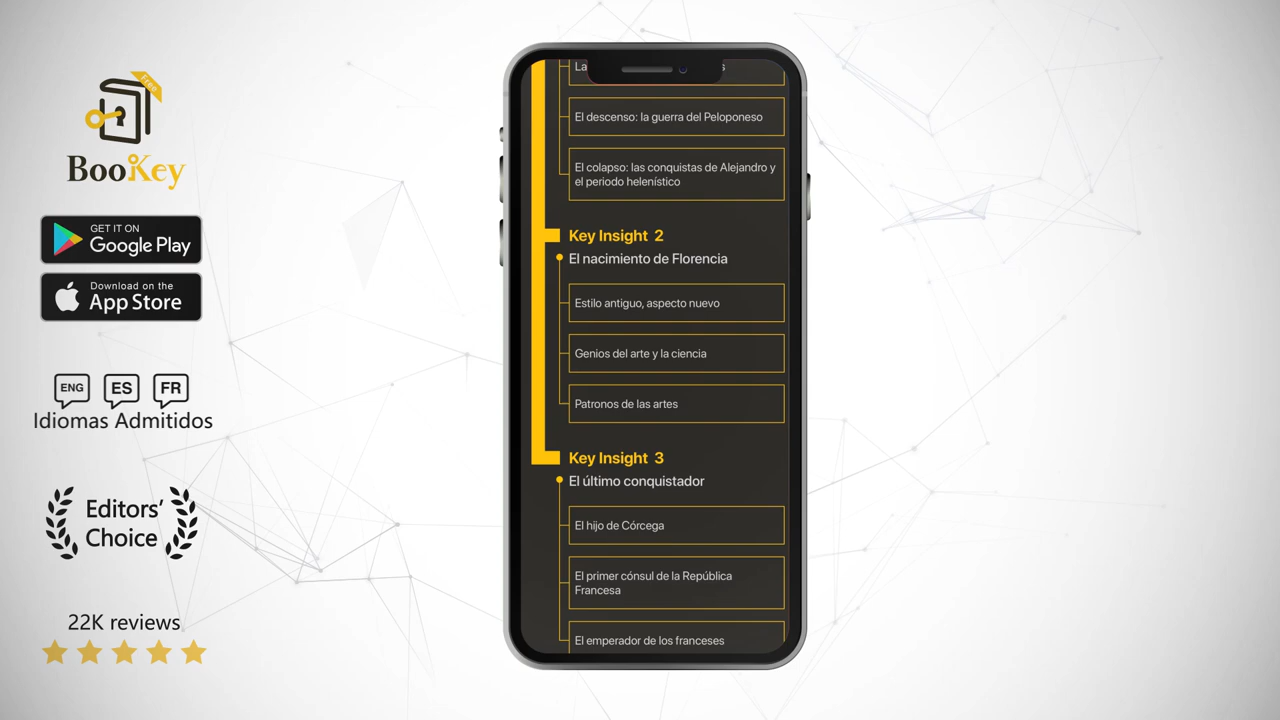 Free
BooKey
GET IT ON
Google Play
Download on the
App Store
ENG
ES
FR
Idiomas Admitidos
Editors’
Choice
22K reviews
La
El descenso: la guerra del Peloponeso
El colapso: las conquistas de Alejandro y
el periodo helenístico
Key Insight 2
El nacimiento de Florencia
Estilo antiguo, aspecto nuevo
Genios del arte y la ciencia
Patronos de las artes
Key Insight 3
El último conquistador
El hijo de Córcega
El primer cónsul de la República
Francesa
El emperador de los franceses